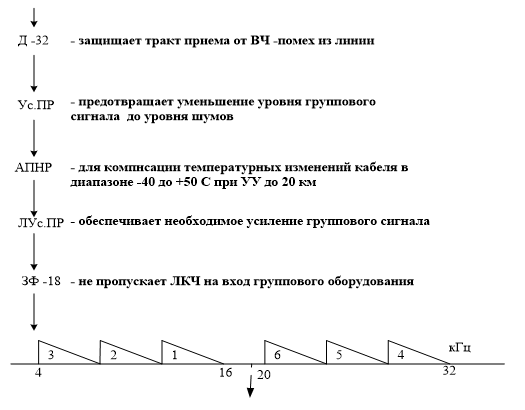 Д -32 - защищает тракт приема от ВЧ -помех из линии
Ус.ПР - предотвращает уменьшение уровня группового
сигнала до уровня шумов
АПНР - для компнсации температурных изменений кабеля в
диапазоне -40 до +50 С при УУ до 20 км
ЛУс.ПР - обеспечивает необходимое усиление группового сигнала
ЗФ -18 - не пропускает ЛКЧ на вход группового оборудования
кГц
3 2 1 6 5 4
4 16 20 32